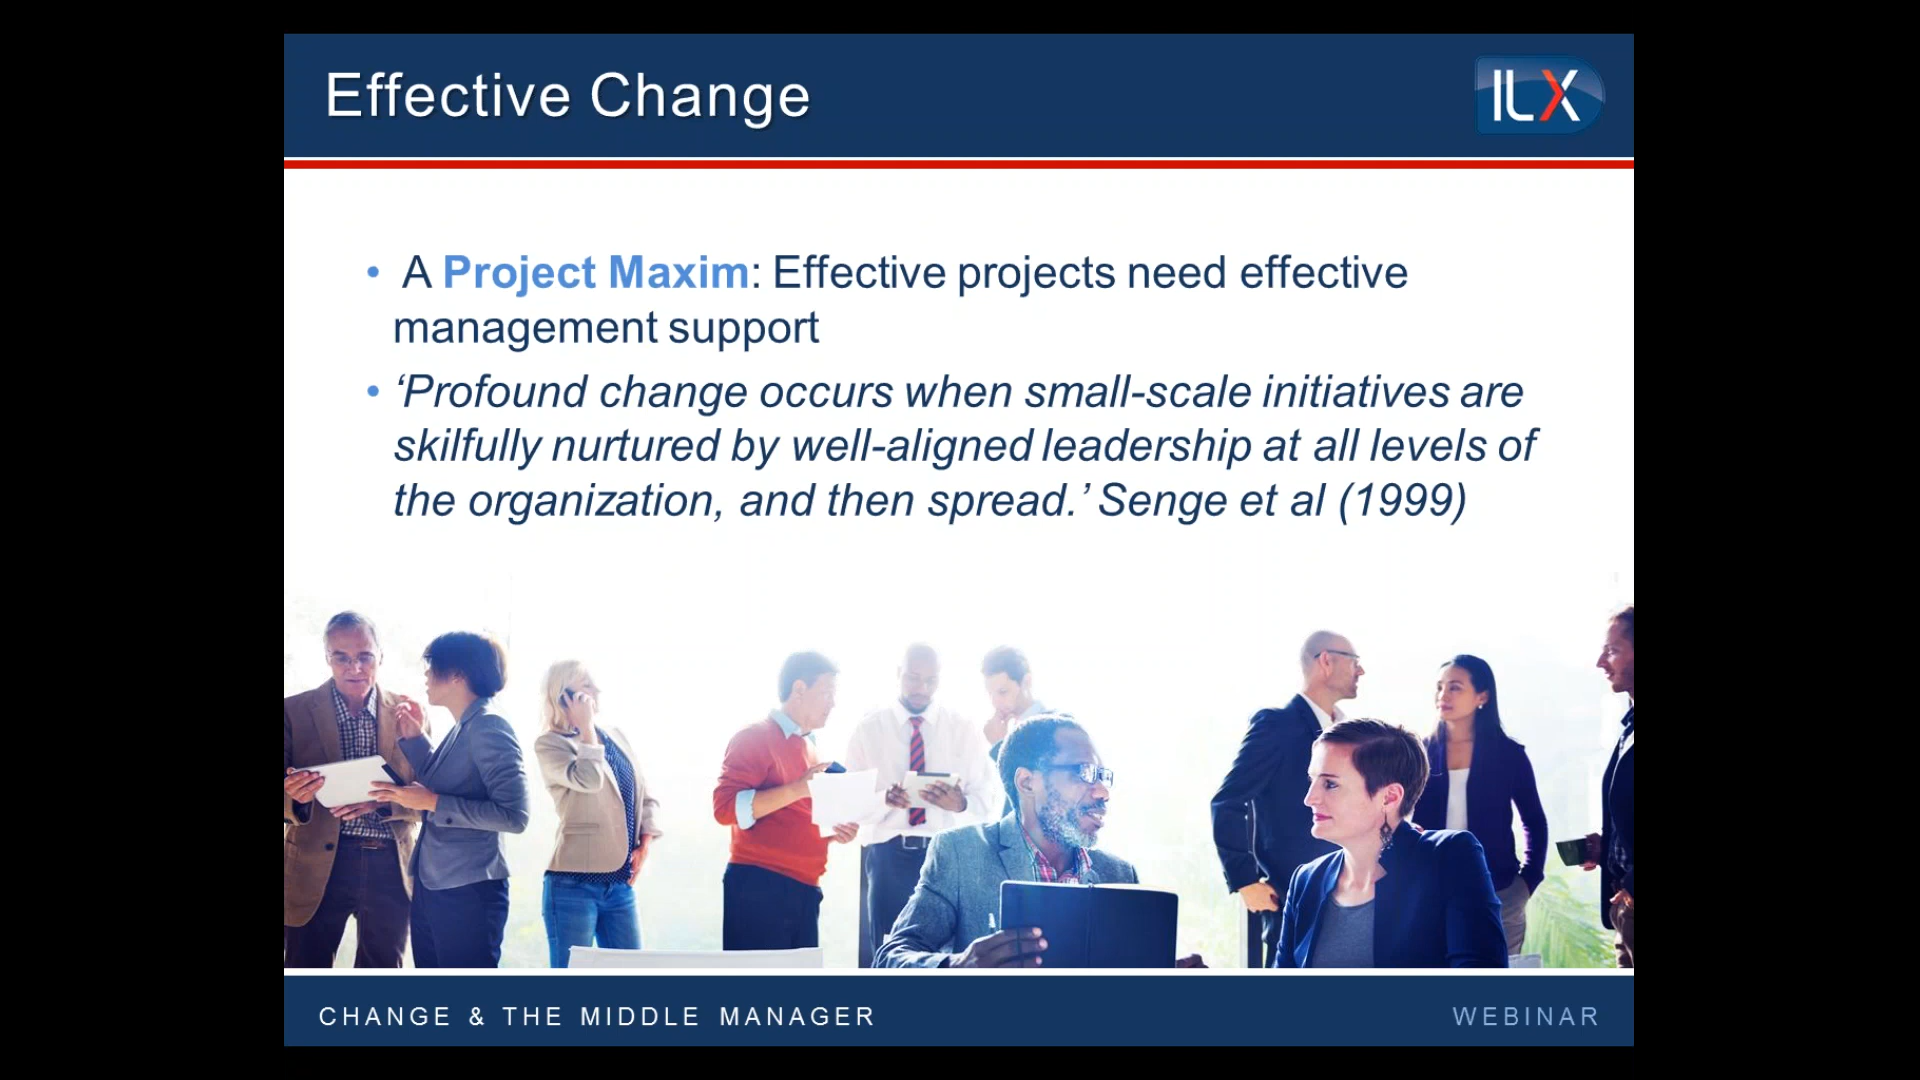 Effective Change
ILX
• A Project Maxim: Effective projects need effective
management support
• ‘Profound change occurs when small-scale initiatives are
skilfully nurtured by well-aligned leadership at all levels of
the organization, and then spread.’ Senge et al (1999)
CHANGE & THE MIDDLE MANAGER
WEBINAR